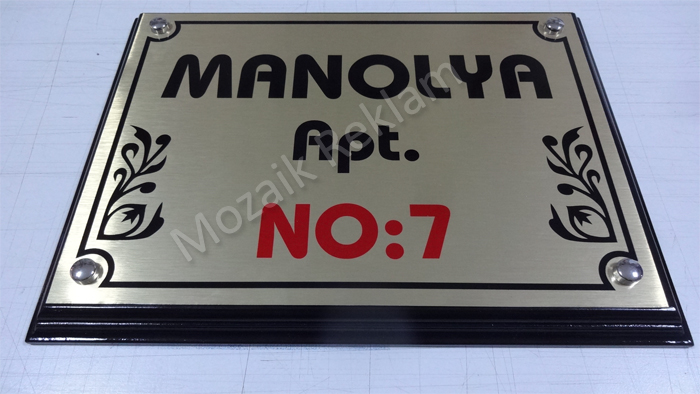 MANOLYA
Apt.
NO:7
Mozaik Reklam